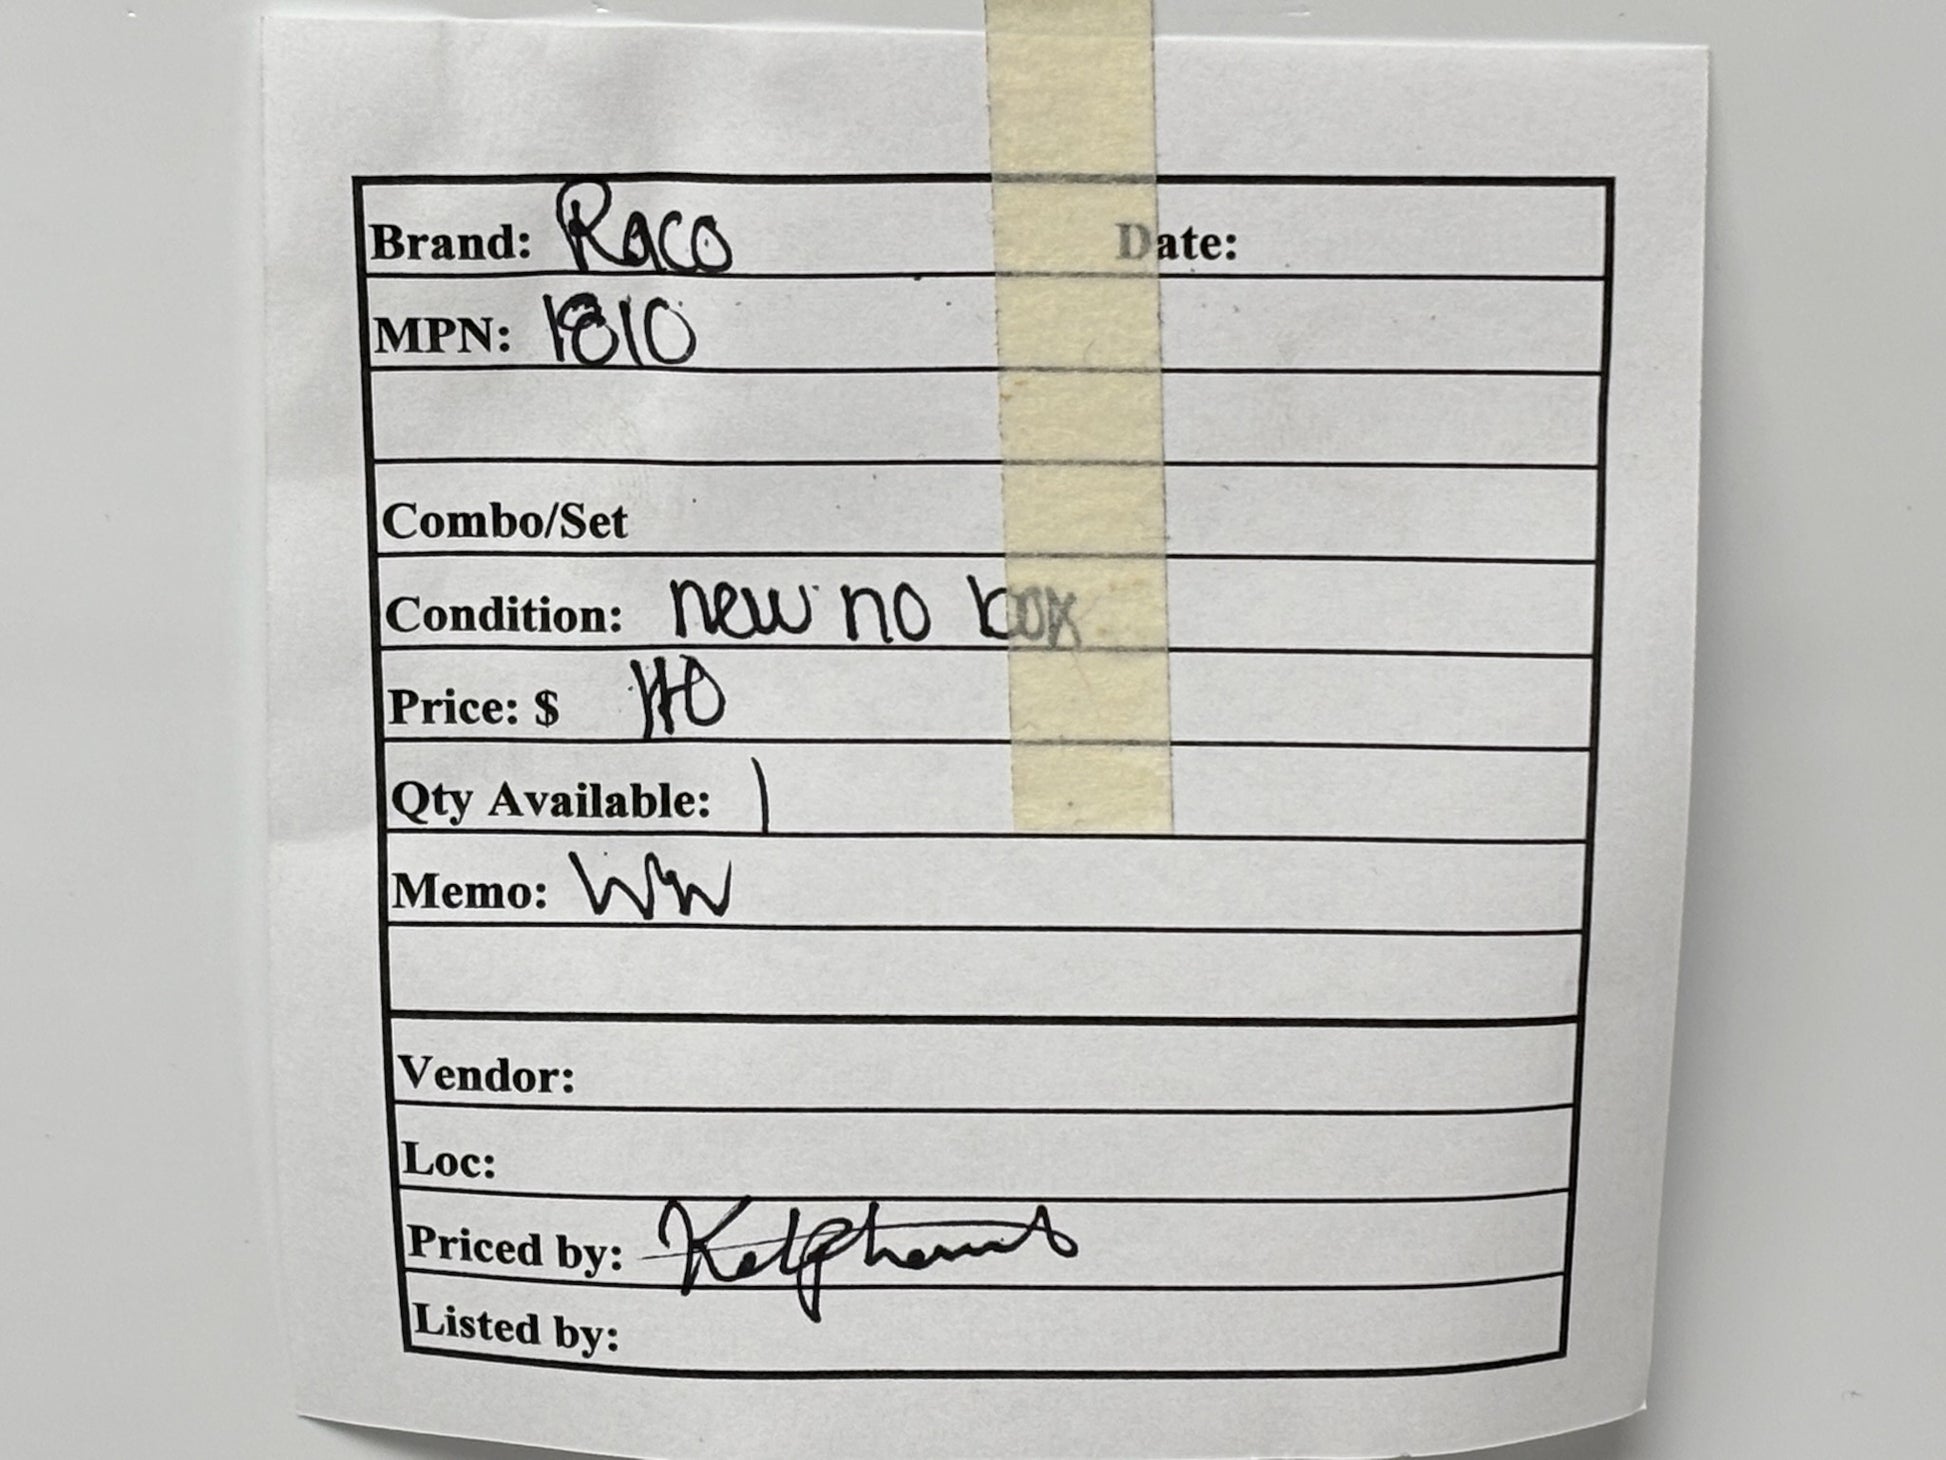 Brand: Raco Date:
MPN: 1810
Combo/Set
Condition: new no box
Price: $
Qty Available: 1
Memo: WW
Vendor:
Loc:
Priced by:
Listed by: